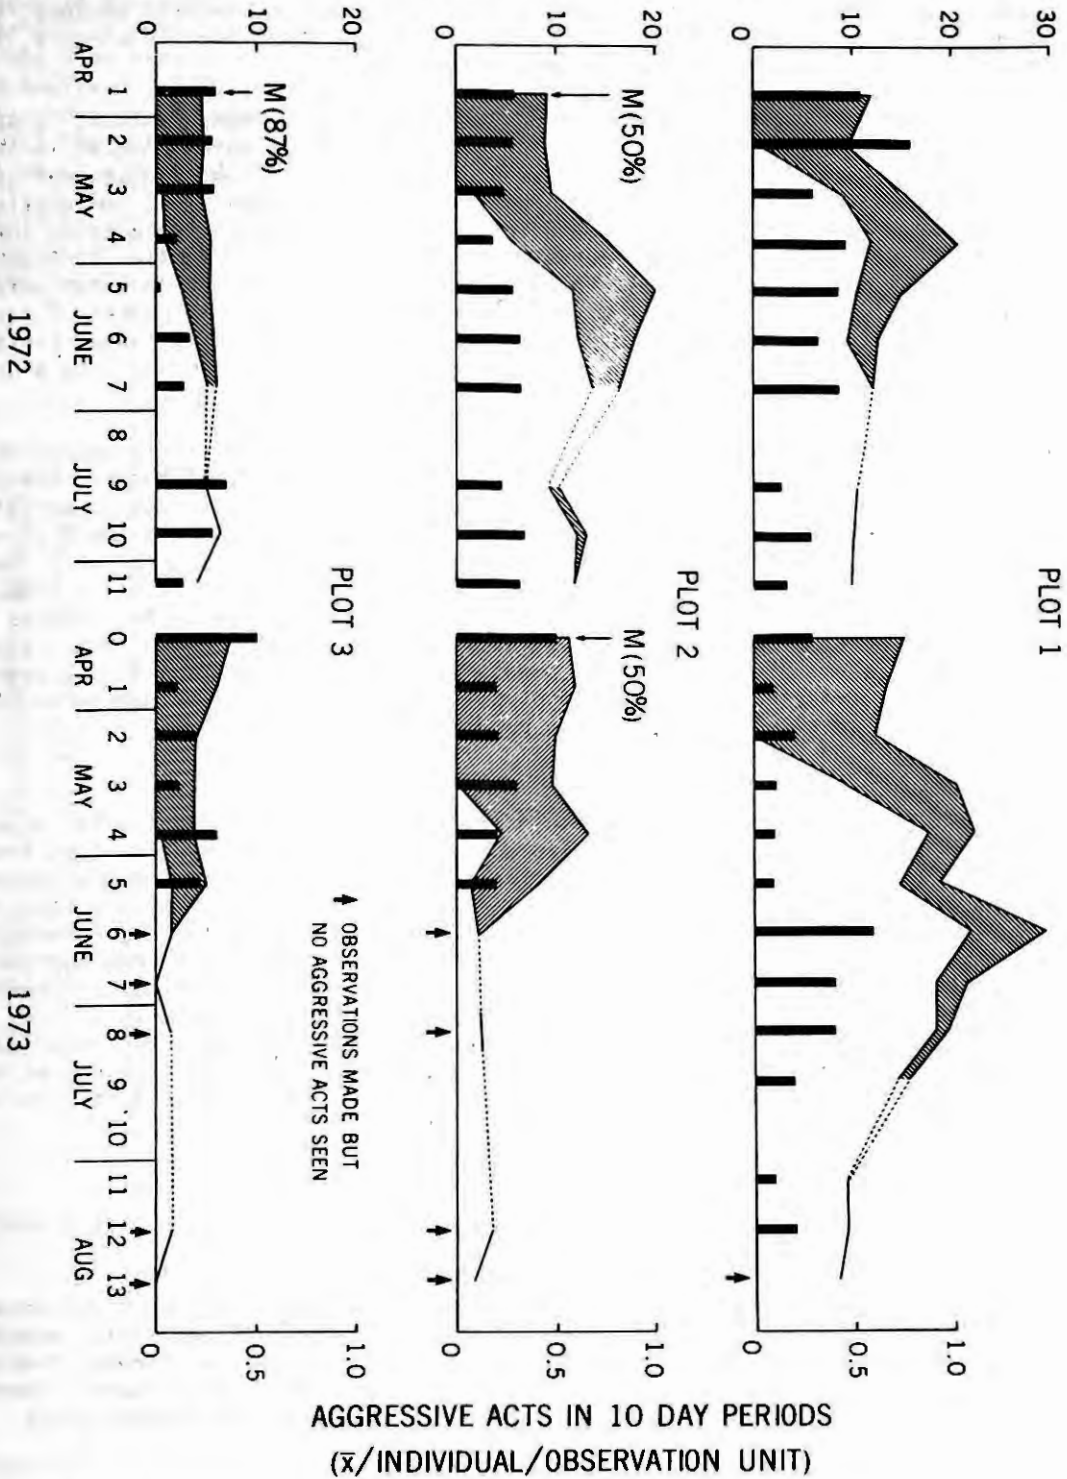 30
20
10
0
PLOT 1
1.0
0.5
0
20
10
0
M (50%)
PLOT 2
M (50%)
1.0
0.5
0
20
10
0
M (87%)
PLOT 3
OBSERVATIONS MADE BUT
NO AGGRESSIVE ACTS SEEN
1.0
0.5
0
1 2 3 4 5 6 7 8 9 10 11 0 1 2 3 4 5 6 7 8 9 10 11 12 13
APR MAY JUNE JULY APR MAY JUNE JULY AUG
1972 1973
AGGRESSIVE ACTS IN 10 DAY PERIODS
(x̅/INDIVIDUAL/OBSERVATION UNIT)